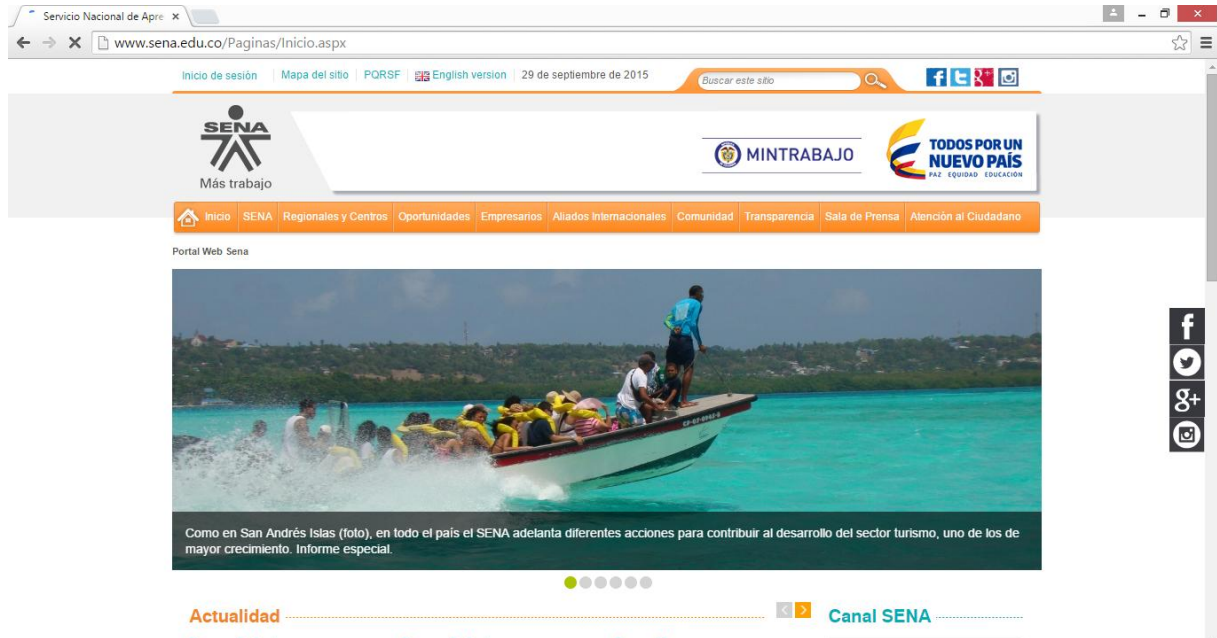 Servicio Nacional de Apre
www.sena.edu.co/Paginas/Inicio.aspx
Inicio de sesión Mapa del sitio PQRSF English version 29 de septiembre de 2015 Buscar este sitio
SENA
Más trabajo
MINTRABAJO
TODOS POR UN
NUEVO PAÍS
PAZ EQUIDAD EDUCACIÓN
Inicio SENA Regionales y Centros Oportunidades Empresarios Aliados Internacionales Comunidad Transparencia Sala de Prensa Atención al Ciudadano
Portal Web Sena
Como en San Andrés Islas (foto), en todo el país el SENA adelanta diferentes acciones para contribuir al desarrollo del sector turismo, uno de los de
mayor crecimiento. Informe especial.
Actualidad
Canal SENA